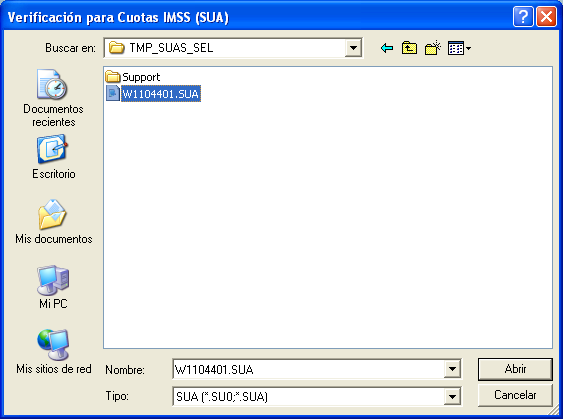 Verificación para Cuotas IMSS (SUA)
Buscar en: TMP_SUAS_SEL
Documentos
recientes
Escritorio
Mis documentos
Mi PC
Mis sitios de red
Support
W1104401.SUA
Nombre: W1104401.SUA Abrir
Tipo: SUA (*.SU0;*.SUA) Cancelar